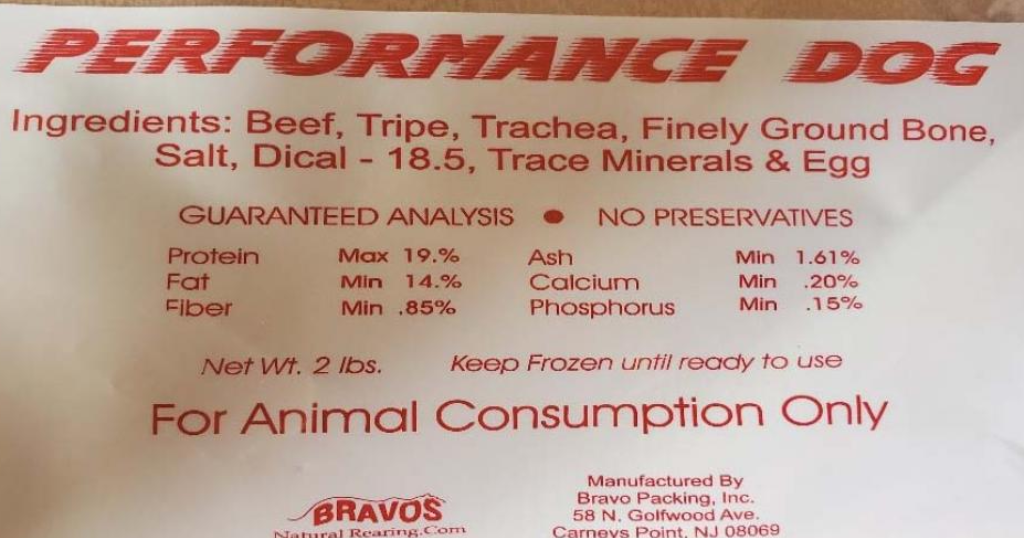 PERFORMANCE DOG
Ingredients: Beef, Tripe, Trachea, Finely Ground Bone,
Salt, Dical - 18.5, Trace Minerals & Egg
GUARANTEED ANALYSIS • NO PRESERVATIVES
Protein Max 19.% Ash Min 1.61%
Fat Min 14.% Calcium Min .20%
Fiber Min .85% Phosphorus Min .15%
Net Wt. 2 lbs. Keep Frozen until ready to use
For Animal Consumption Only
BRAVO'S
Natural Rearing.Com
Manufactured By
Bravo Packing, Inc.
58 N. Golfwood Ave.
Carneys Point, NJ 08069